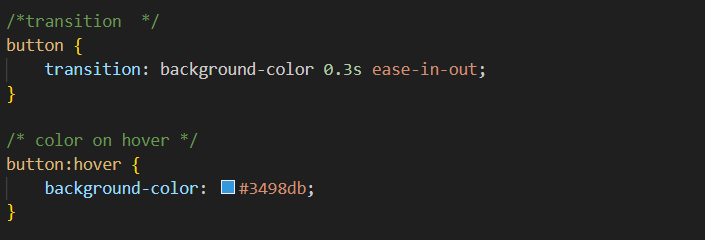 /*transition  */
button {
    transition: background-color 0.3s ease-in-out;
}

/* color on hover */
button:hover {
    background-color: #3498db;
}